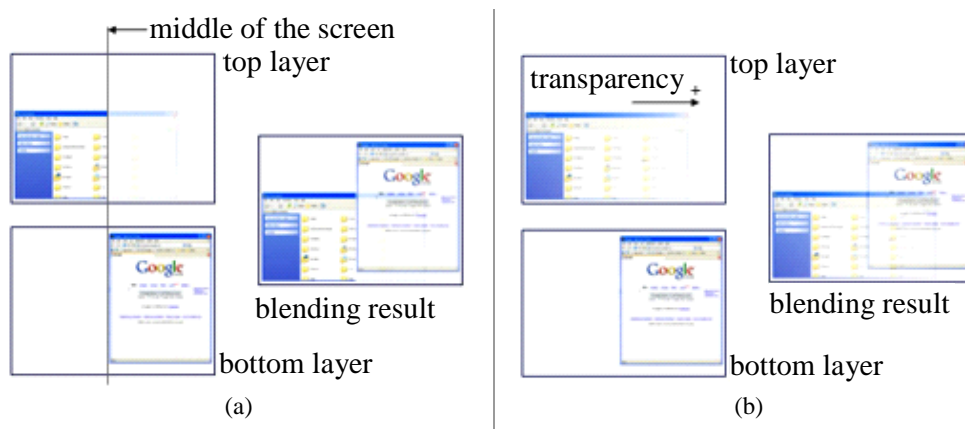 middle of the screen
top layer
Google
blending result
Google
bottom layer
(a)
transparency
+
top layer
Google
blending result
Google
bottom layer
(b)